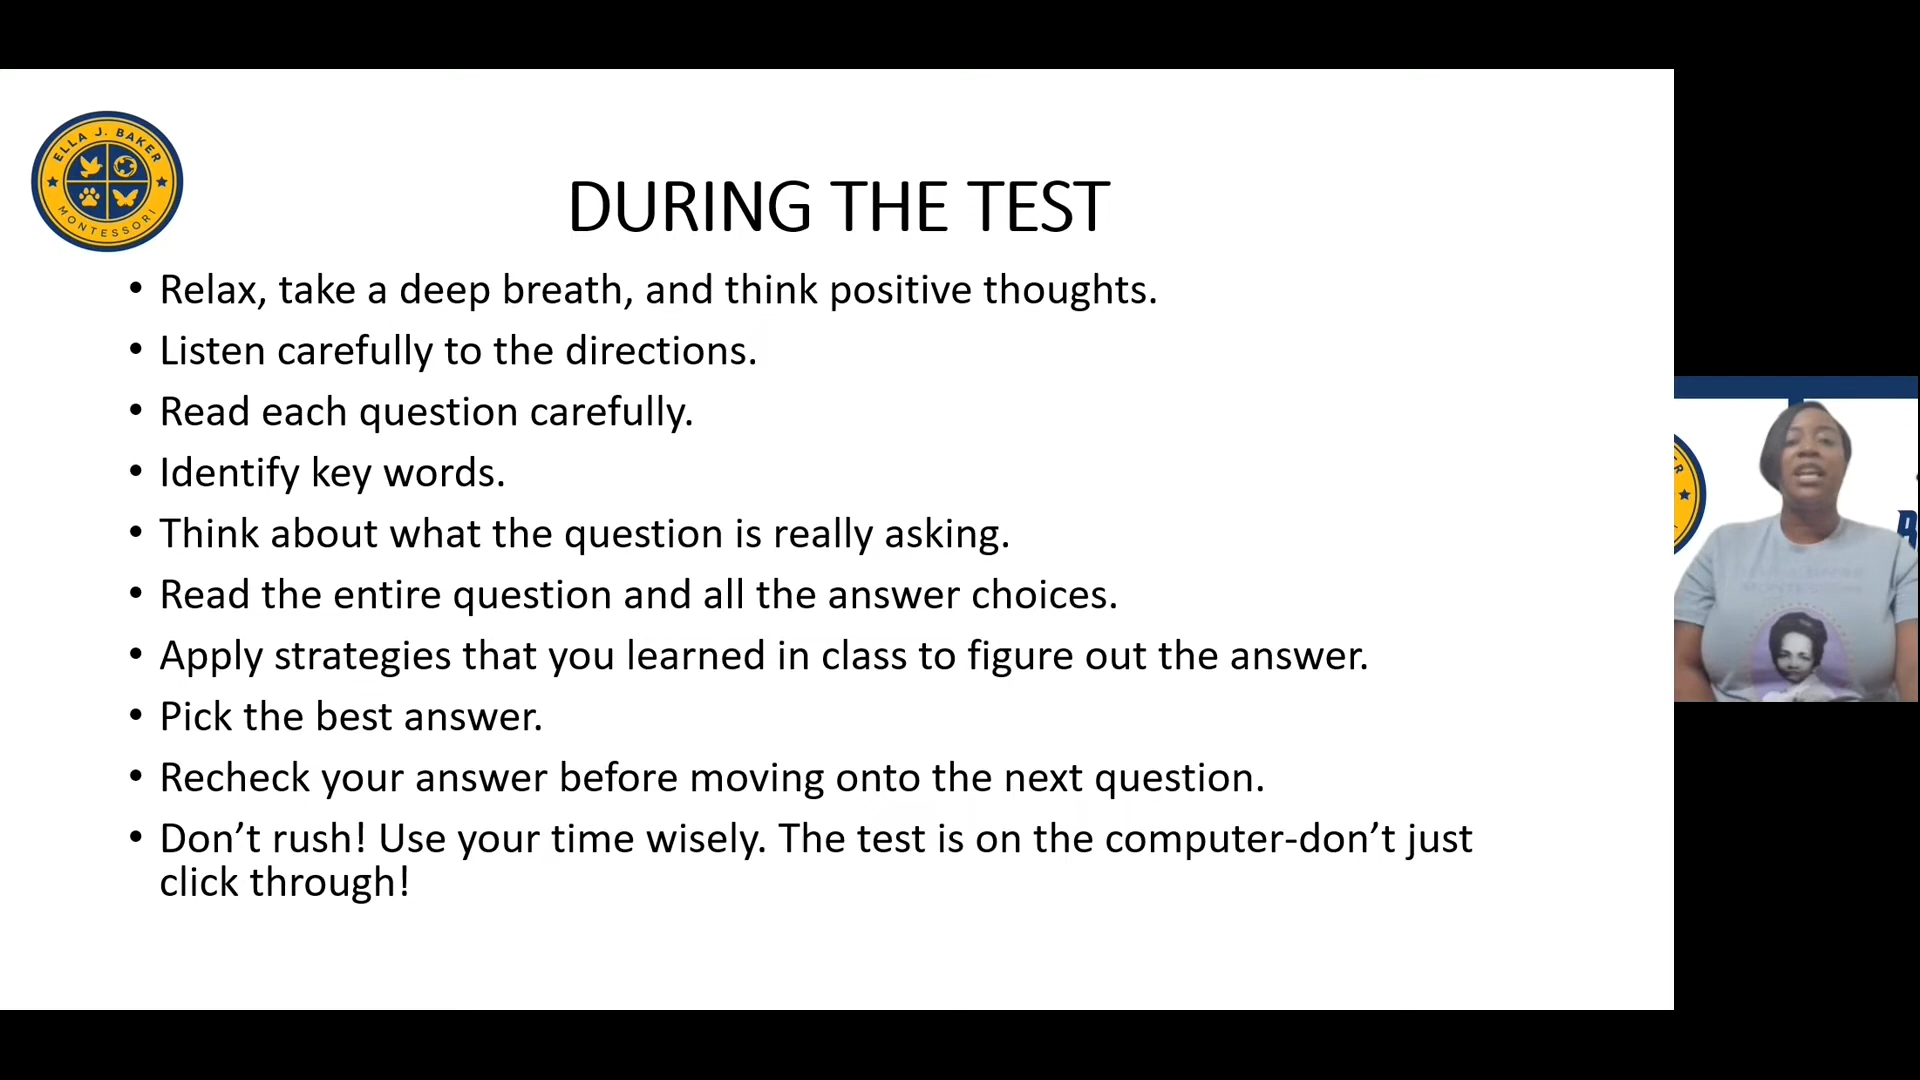 ELLA J. BAKER
MONTESSORI
DURING THE TEST
• Relax, take a deep breath, and think positive thoughts.
• Listen carefully to the directions.
• Read each question carefully.
• Identify key words.
• Think about what the question is really asking.
• Read the entire question and all the answer choices.
• Apply strategies that you learned in class to figure out the answer.
• Pick the best answer.
• Recheck your answer before moving onto the next question.
• Don’t rush! Use your time wisely. The test is on the computer-don’t just
click through!